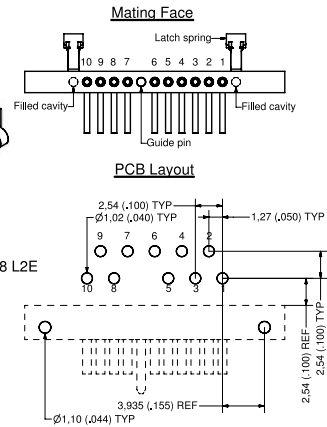 Mating Face
Latch spring
10 9 8 7 6 5 4 3 2 1
Filled cavity
Filled cavity
Guide pin
PCB Layout
2,54 (.100) TYP
Ø1,02 (.040) TYP
1,27 (.050) TYP
9 7 6 4 2
8 L2E
10 8 5 3 1
2,54 (.100) REF
2,54 (.100) TYP
3,935 (.155) REF
Ø1,10 (.044) TYP